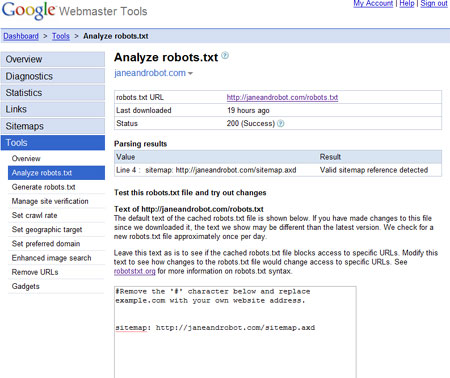 Google Webmaster Tools
My Account | Help | Sign out
Dashboard > Tools > Analyze robots.txt
Overview
Diagnostics
Statistics
Links
Sitemaps
Tools
Overview
Analyze robots.txt
Generate robots.txt
Manage site verification
Set crawl rate
Set geographic target
Set preferred domain
Enhanced image search
Remove URLs
Gadgets
Analyze robots.txt ?
janeandrobot.com
robots.txt URL http://janeandrobot.com/robots.txt
Last downloaded 19 hours ago
Status 200 (Success) ?
Parsing results
Value Result
Line 4 : sitemap: http://janeandrobot.com/sitemap.axd Valid sitemap reference detected
Test this robots.txt file and try out changes
Text of http://janeandrobot.com/robots.txt
The default text of the cached robots.txt file is shown below. If you have made changes to this file
since we downloaded it, the text we show may be different than the latest version. We check for a
new robots.txt file approximately once per day.
Leave this text as is to see if the cached robots.txt file blocks access to specific URLs. Modify this
text to see how changes to the robots.txt file would change access to specific URLs. See
robotstxt.org for more information on robots.txt syntax.
#Remove the '#' character below and replace
example.com with your own website address.
sitemap: http://janeandrobot.com/sitemap.axd